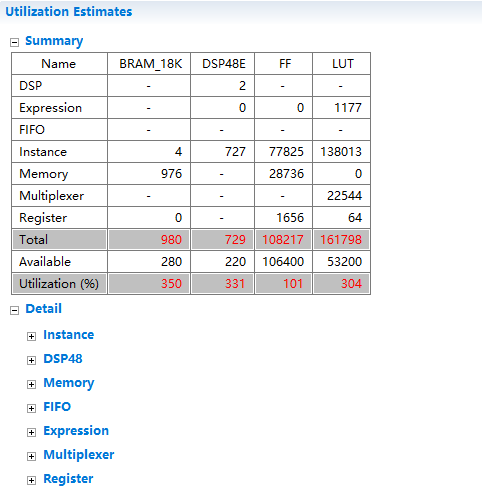 Utilization Estimates
Summary
Name BRAM_18K DSP48E FF LUT
DSP - 2 - -
Expression - 0 0 1177
FIFO - - - -
Instance 4 727 77825 138013
Memory 976 - 28736 0
Multiplexer - - - 22544
Register 0 - 1656 64
Total 980 729 108217 161798
Available 280 220 106400 53200
Utilization (%) 350 331 101 304
Detail
Instance
DSP48
Memory
FIFO
Expression
Multiplexer
Register